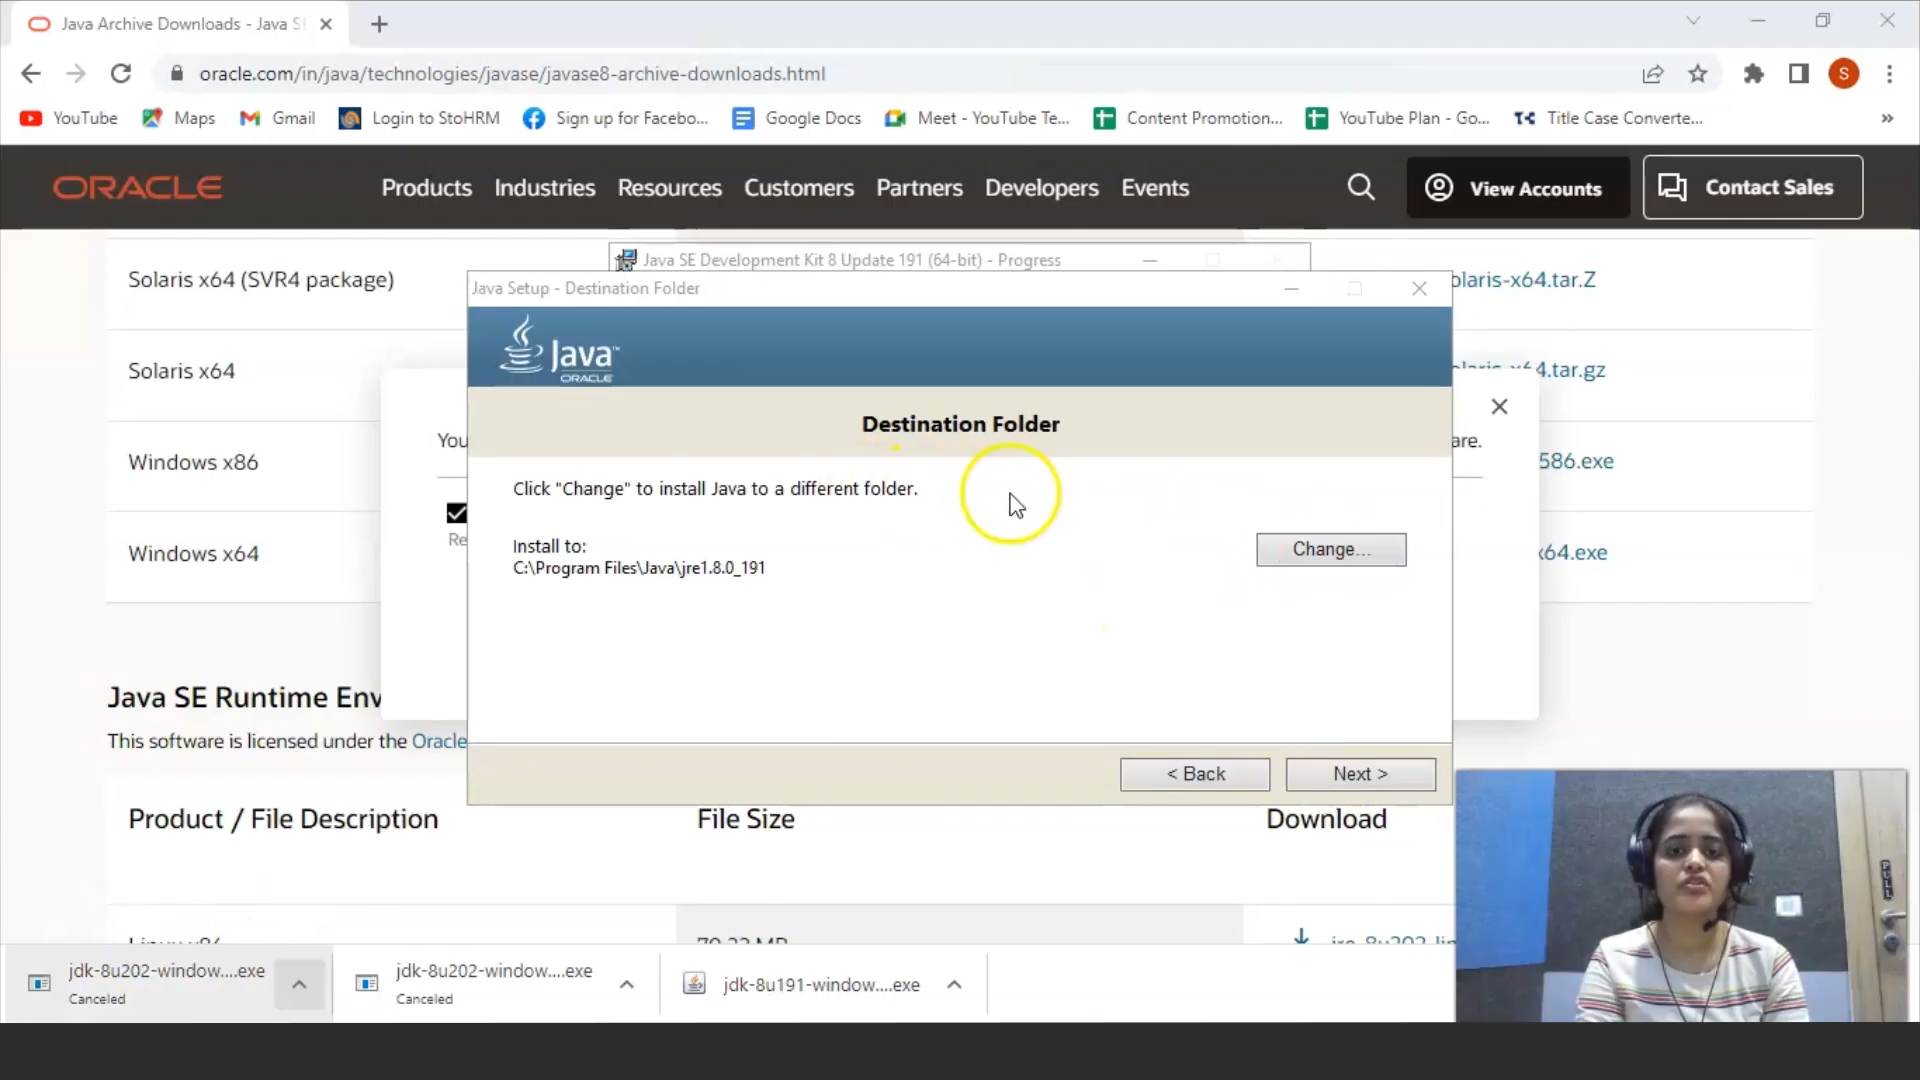 Java Archive Downloads - Java S
oracle.com/in/java/technologies/javase/javase8-archive-downloads.html
S
YouTube
Maps
Gmail
Login to StoHRM
Sign up for Facebo...
Google Docs
Meet - YouTube Te...
Content Promotion...
YouTube Plan - Go...
Title Case Converte...
»
ORACLE
Products
Industries
Resources
Customers
Partners
Developers
Events
View Accounts
Contact Sales
Java SE Development Kit 8 Update 191 (64-bit) - Progress
Solaris x64 (SVR4 package)
olaris-x64.tar.Z
Java Setup - Destination Folder
Java™
ORACLE
Solaris x64
4.tar.gz
Destination Folder
You
are.
Windows x86
586.exe
Click "Change" to install Java to a different folder.
Re
Install to:
C:\Program Files\Java\jre1.8.0_191
Change...
Windows x64
x64.exe
Java SE Runtime Env
This software is licensed under the Oracle
< Back
Next >
Product / File Description
File Size
Download
PULL
jdk-8u202-window....exe
Canceled
jdk-8u202-window....exe
Canceled
jdk-8u191-window....exe